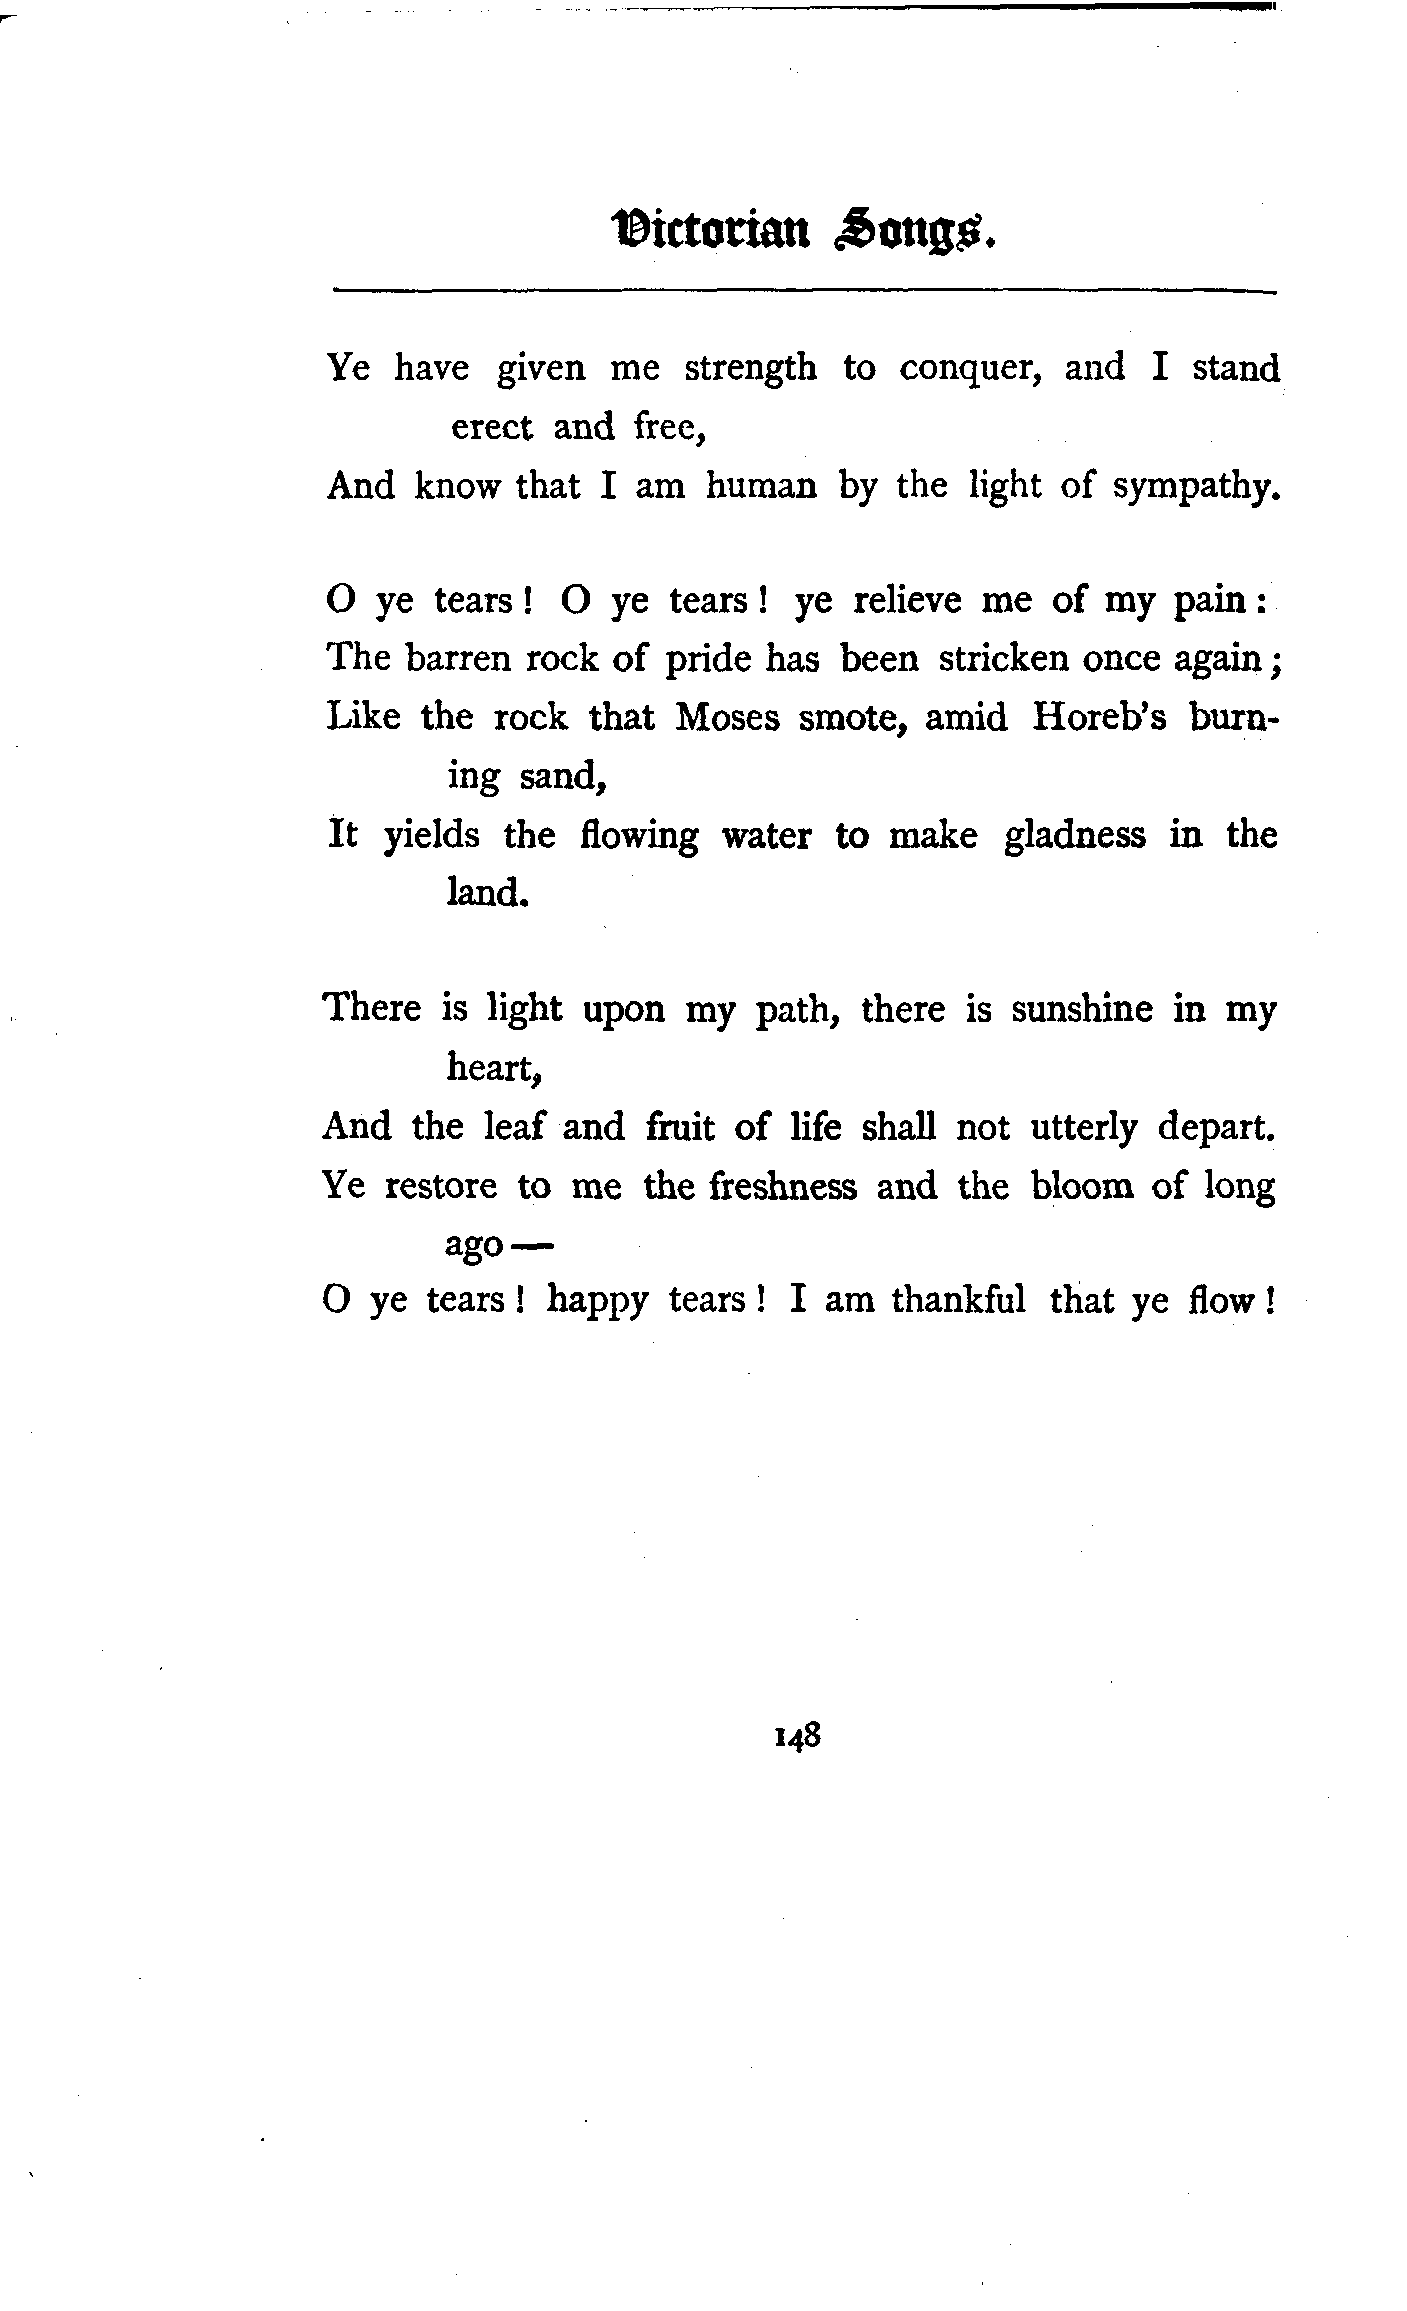 Victorian Songs.
Ye have given me strength to conquer, and I stand
erect and free,
And know that I am human by the light of sympathy.
O ye tears! O ye tears! ye relieve me of my pain:
The barren rock of pride has been stricken once again;
Like the rock that Moses smote, amid Horeb's burn-
ing sand,
It yields the flowing water to make gladness in the
land.
There is light upon my path, there is sunshine in my
heart,
And the leaf and fruit of life shall not utterly depart.
Ye restore to me the freshness and the bloom of long
ago—
O ye tears! happy tears! I am thankful that ye flow!
148